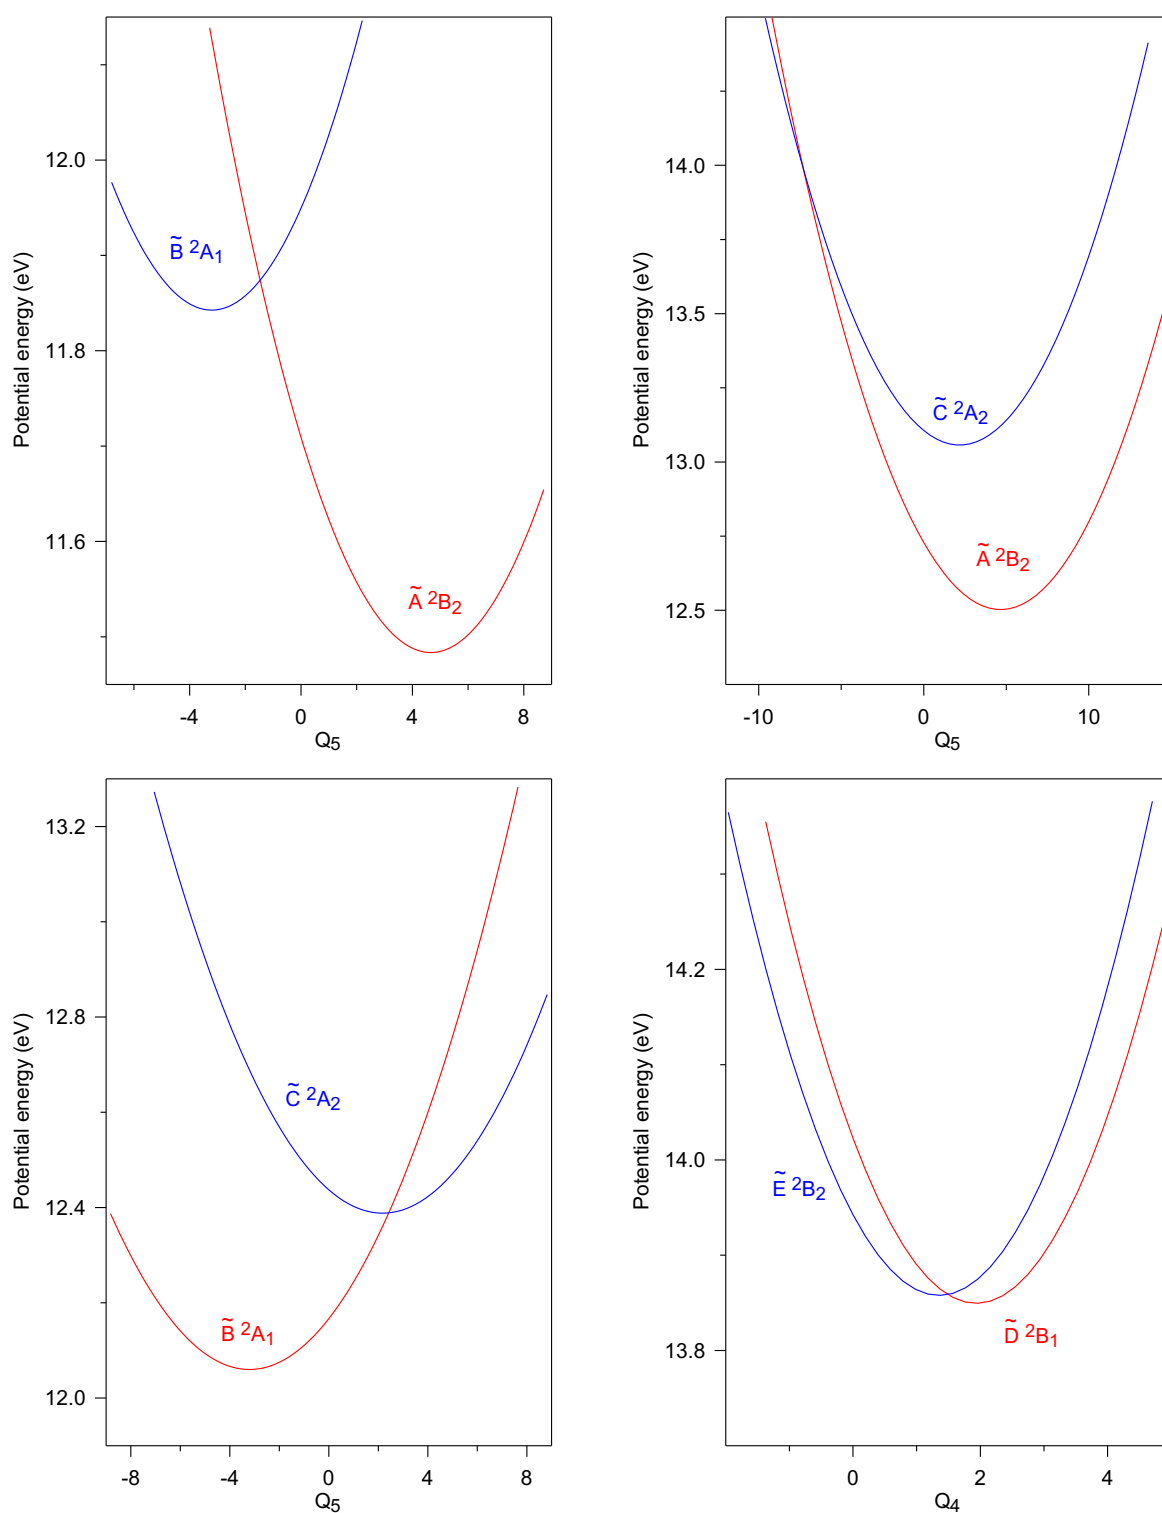 12.0
11.8
11.6
Potential energy (eV)
B̃ ²A₁
Ã ²B₂
-4 0 4 8
Q₅
14.0
13.5
13.0
12.5
Potential energy (eV)
C̃ ²A₂
Ã ²B₂
-10 0 10
Q₅
13.2
12.8
12.4
12.0
Potential energy (eV)
C̃ ²A₂
B̃ ²A₁
-8 -4 0 4 8
Q₅
14.2
14.0
13.8
Potential energy (eV)
Ẽ ²B₂
D̃ ²B₁
0 2 4
Q₄